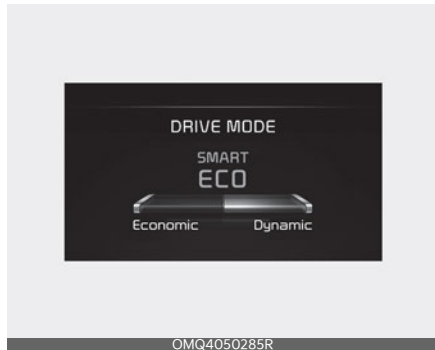 DRIVE MODE
SMART
ECO
Economic Dynamic
OMQ4050285R